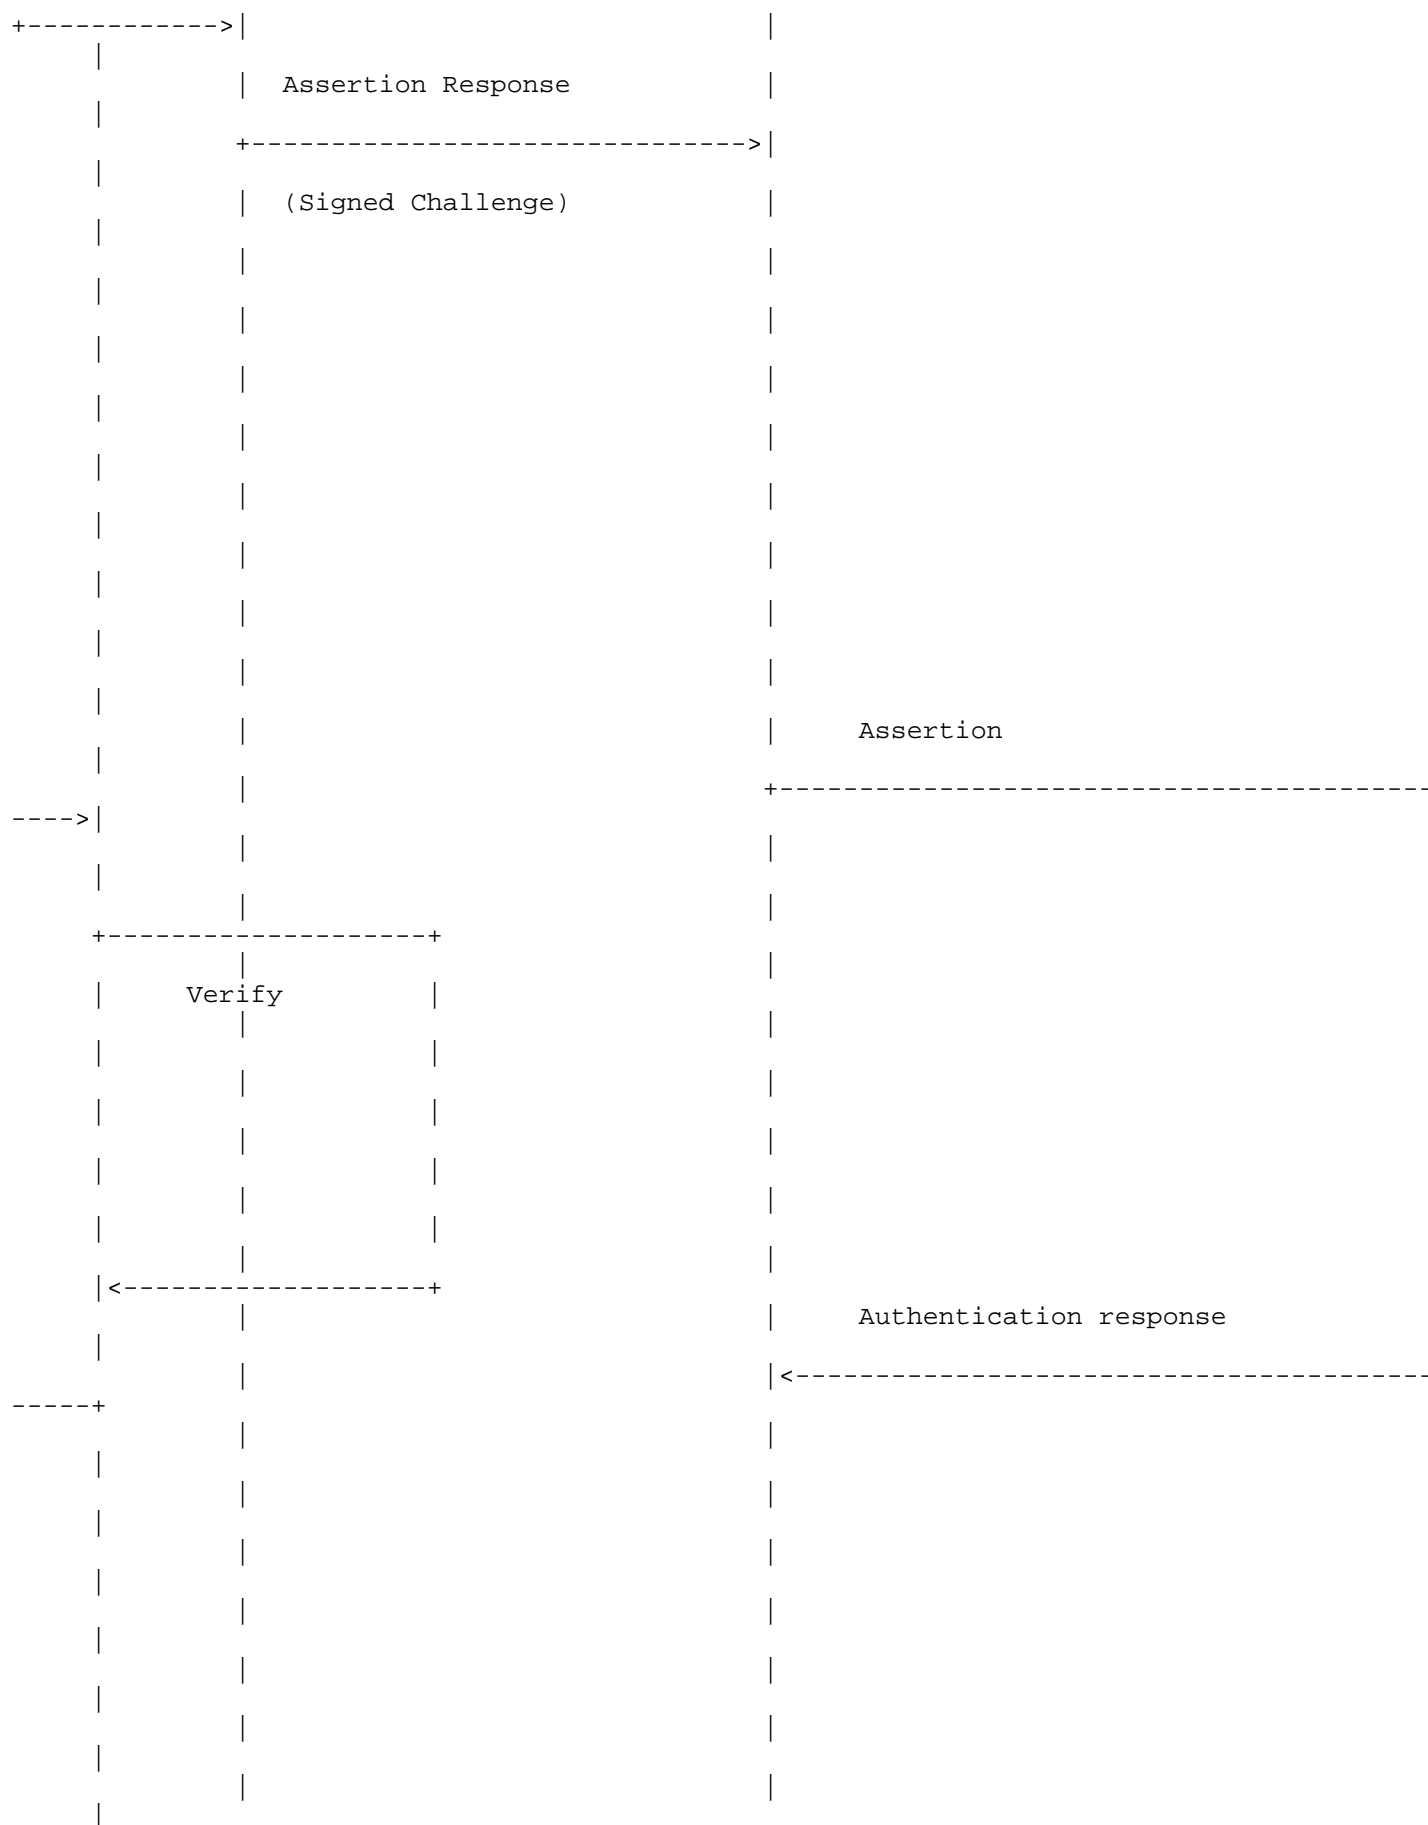 Assertion Response
(Signed Challenge)
Assertion
Verify
Authentication response